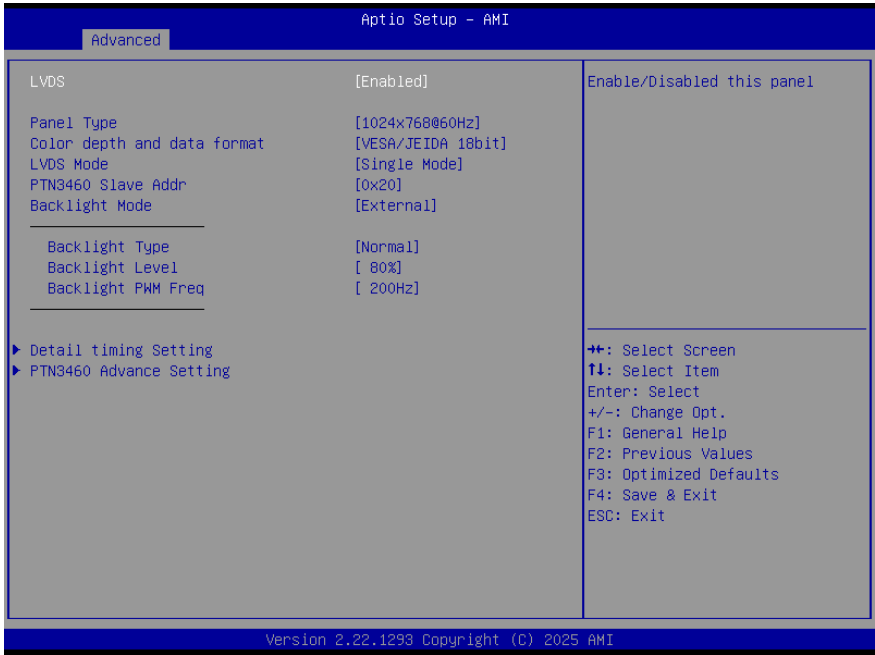 Aptio Setup – AMI
Advanced
LVDS [Enabled]
Panel Type [1024x768@60Hz]
Color depth and data format [VESA/JEIDA 18bit]
LVDS Mode [Single Mode]
PTN3460 Slave Addr [0x20]
Backlight Mode [External]
Backlight Type [Normal]
Backlight Level [ 80%]
Backlight PWM Freq [ 200Hz]
Detail timing Setting
PTN3460 Advance Setting
Enable/Disabled this panel
→←: Select Screen
↑↓: Select Item
Enter: Select
+/-: Change Opt.
F1: General Help
F2: Previous Values
F3: Optimized Defaults
F4: Save & Exit
ESC: Exit
Version 2.22.1293 Copyright (C) 2025 AMI